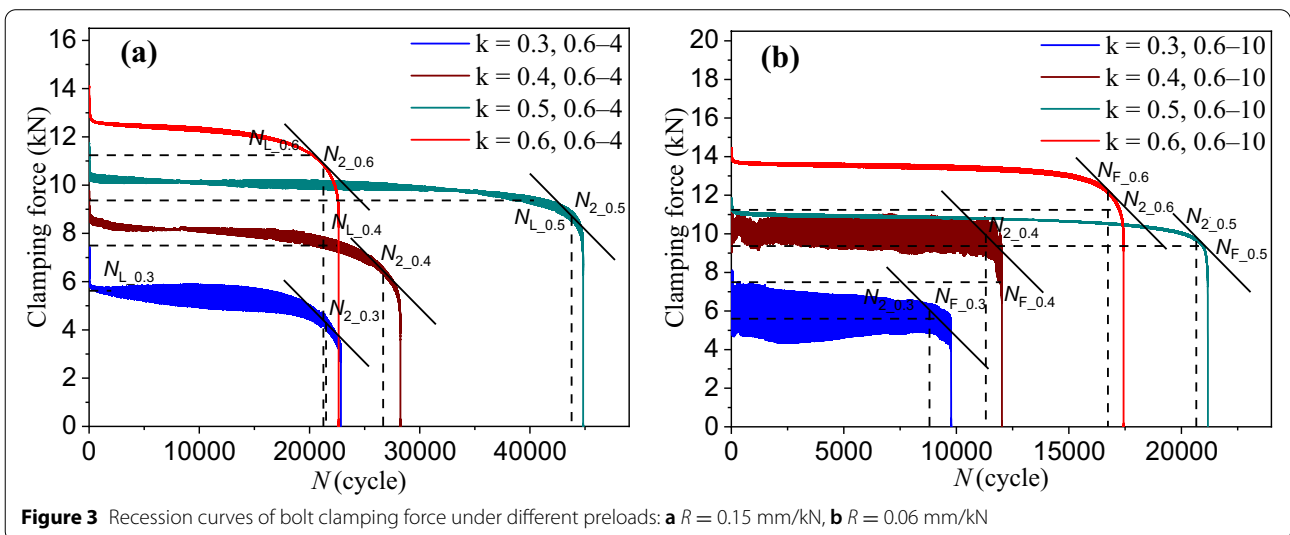 (a)
k = 0.3, 0.6–4
k = 0.4, 0.6–4
k = 0.5, 0.6–4
k = 0.6, 0.6–4
Clamping force (kN)
16
14
12
10
8
6
4
2
0
N_L_0.6
N_2_0.6
N_L_0.5
N_2_0.5
N_L_0.4
N_2_0.4
N_L_0.3
N_2_0.3
0 10000 20000 30000 40000
N (cycle)
(b)
k = 0.3, 0.6–10
k = 0.4, 0.6–10
k = 0.5, 0.6–10
k = 0.6, 0.6–10
Clamping force (kN)
20
18
16
14
12
10
8
6
4
2
0
N_F_0.6
N_2_0.6
N_2_0.5
N_F_0.5
N_2_0.4
N_F_0.4
N_2_0.3
N_F_0.3
0 5000 10000 15000 20000
N (cycle)
Figure 3 Recession curves of bolt clamping force under different preloads: a R = 0.15 mm/kN, b R = 0.06 mm/kN